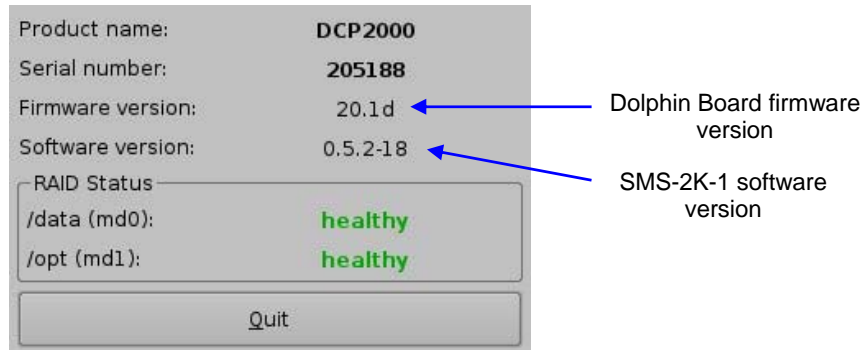 Product name: DCP2000
Serial number: 205188
Firmware version: 20.1d
Software version: 0.5.2-18
RAID Status
/data (md0): healthy
/opt (md1): healthy
Quit
Dolphin Board firmware
version
SMS-2K-1 software
version